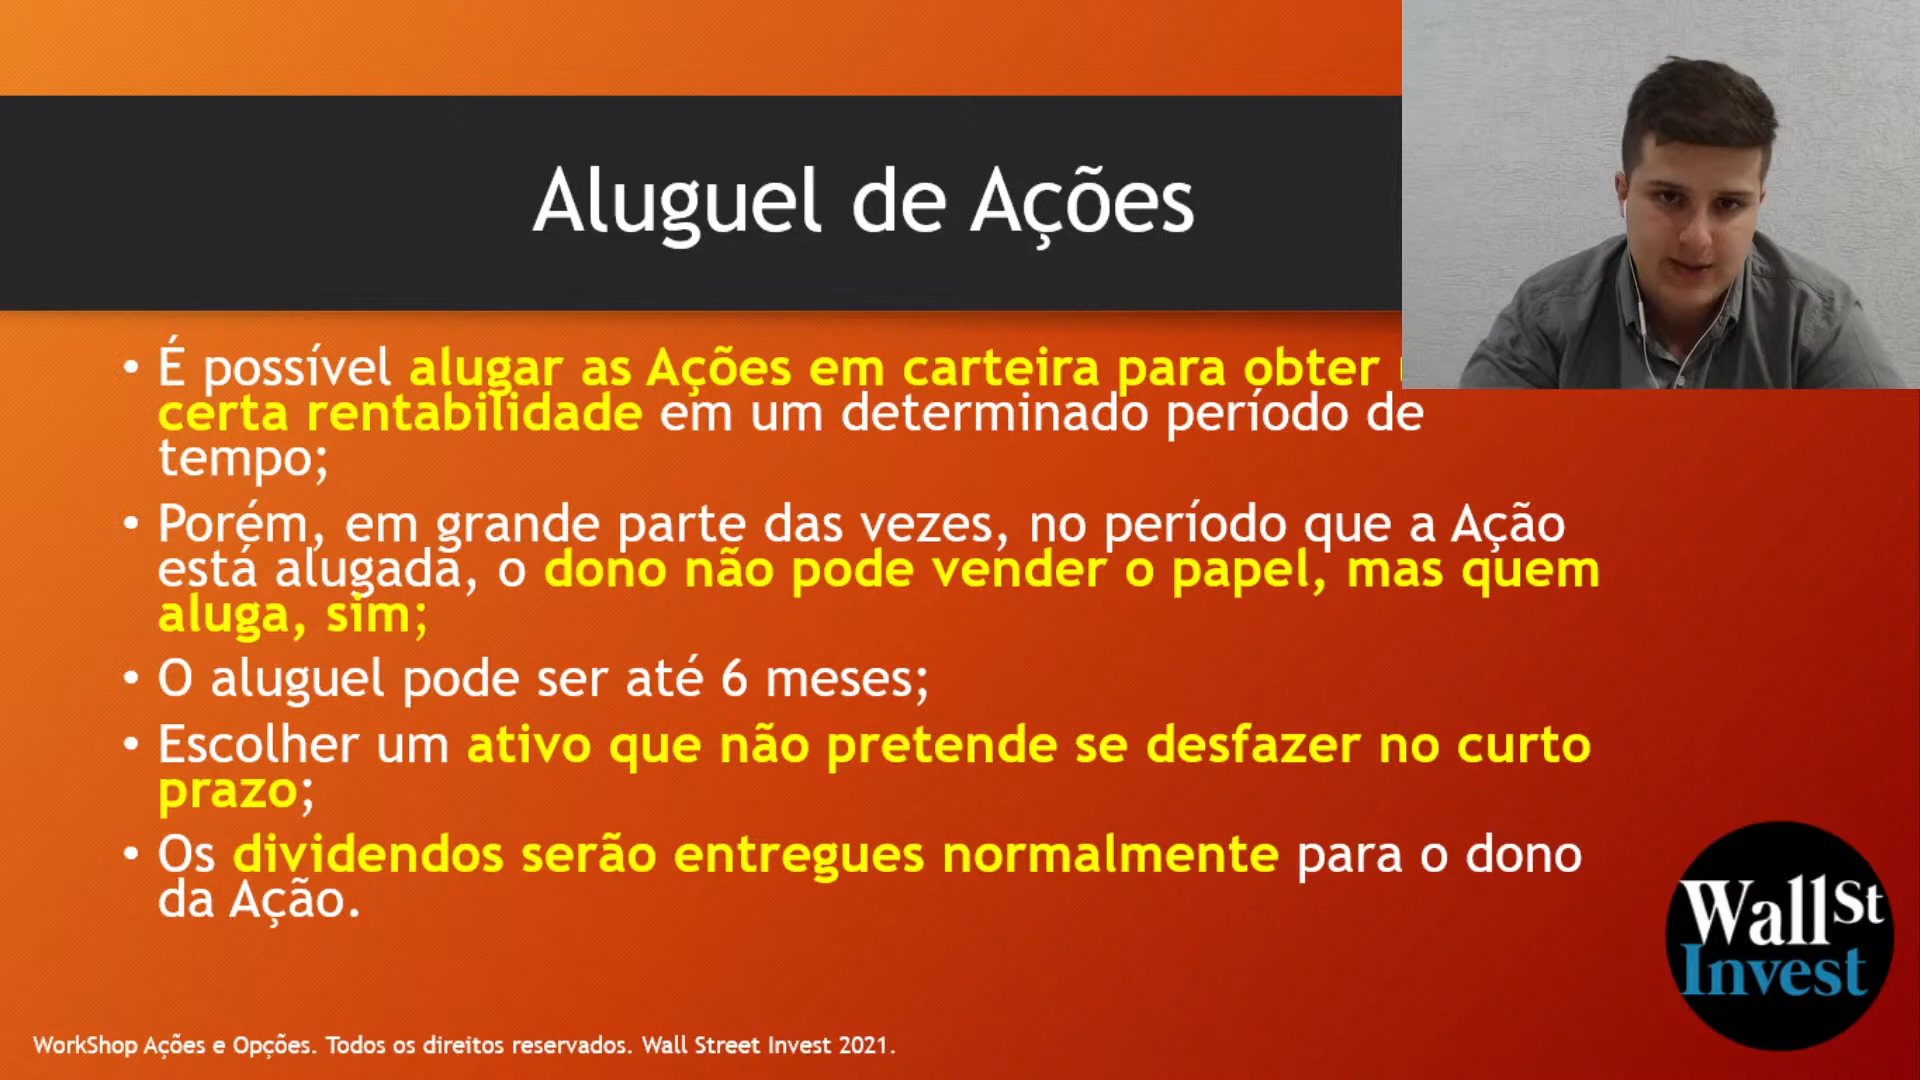 Aluguel de Ações
• É possível alugar as Ações em carteira para obter
certa rentabilidade em um determinado período de
tempo;
• Porém, em grande parte das vezes, no período que a Ação
está alugada, o dono não pode vender o papel, mas quem
aluga, sim;
• O aluguel pode ser até 6 meses;
• Escolher um ativo que não pretende se desfazer no curto
prazo;
• Os dividendos serão entregues normalmente para o dono
da Ação.
WallSt
Invest
WorkShop Ações e Opções. Todos os direitos reservados. Wall Street Invest 2021.